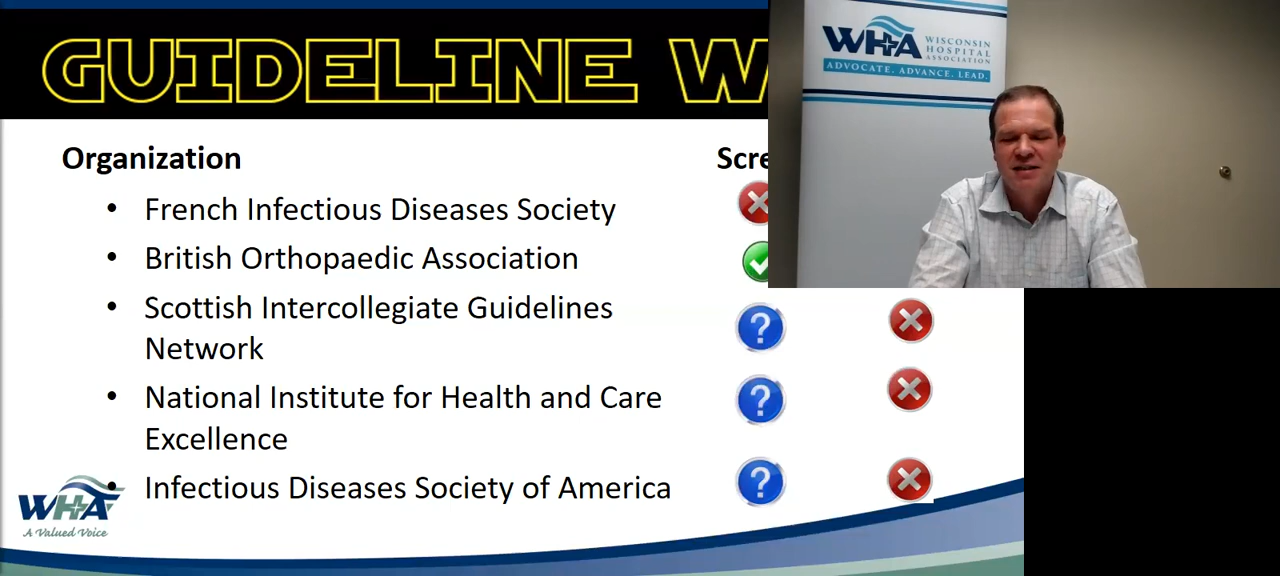 GUIDELINE W
WHA WISCONSIN
HOSPITAL
ASSOCIATION
ADVOCATE. ADVANCE. LEAD.
Organization Scre
• French Infectious Diseases Society
• British Orthopaedic Association
• Scottish Intercollegiate Guidelines
Network
• National Institute for Health and Care
Excellence
• Infectious Diseases Society of America
WHA
A Valued Voice